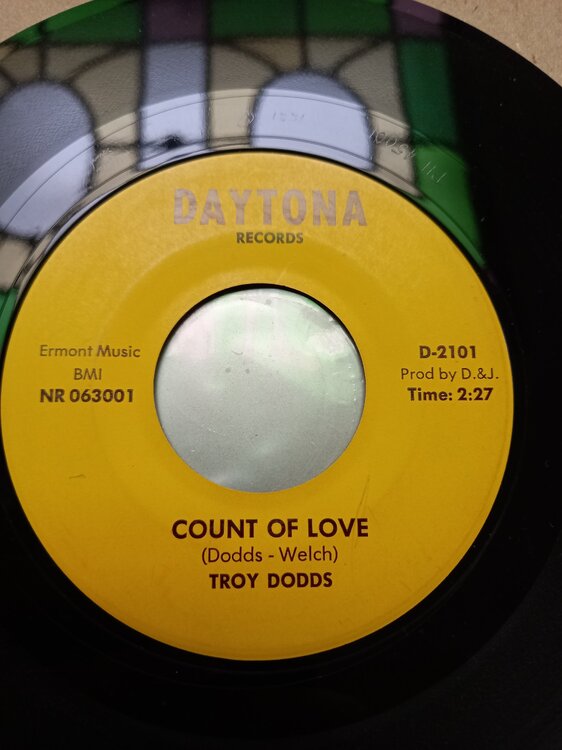 DAYTONA
RECORDS
Ermont Music
BMI
NR 063001
D-2101
Prod by D.&J.
Time: 2:27
COUNT OF LOVE
(Dodds - Welch)
TROY DODDS